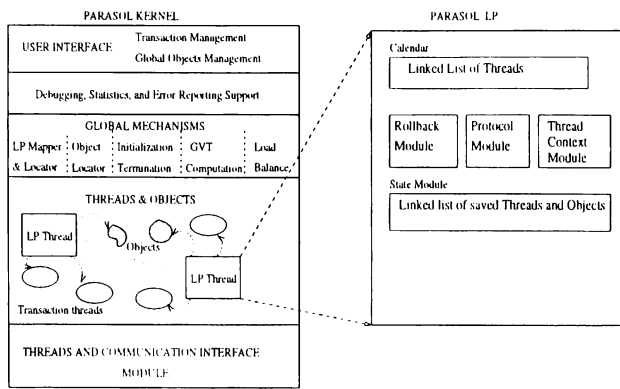 PARASOL KERNEL
USER INTERFACE
Transaction Management
Global Objects Management
Debugging, Statistics, and Error Reporting Support
GLOBAL MECHANISMS
LP Mapper
& Locator
Object
Locator
Initialization
Termination
GVT
Computation
Load
Balance
THREADS & OBJECTS
LP Thread
Objects
LP Thread
Transaction threads
THREADS AND COMMUNICATION INTERFACE
MODULE
PARASOL LP
Calendar
Linked List of Threads
Rollback
Module
Protocol
Module
Thread
Context
Module
State Module
Linked list of saved Threads and Objects